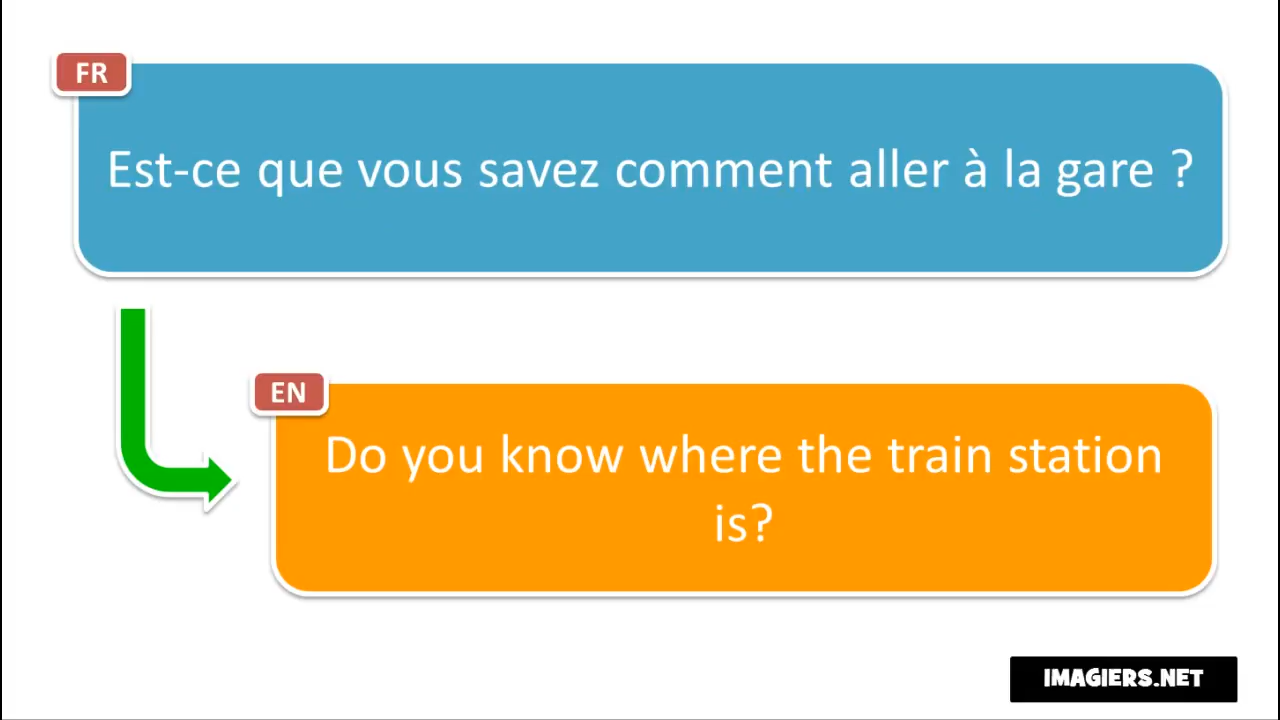 FR
Est-ce que vous savez comment aller à la gare ?
EN
Do you know where the train station
is?
IMAGIERS.NET